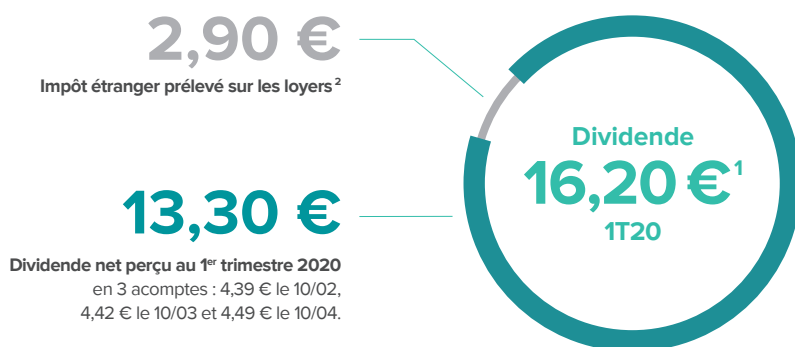 2,90 €
Impôt étranger prélevé sur les loyers²
13,30 €
Dividende net perçu au 1er trimestre 2020
en 3 acomptes : 4,39 € le 10/02,
4,42 € le 10/03 et 4,49 € le 10/04.
Dividende
16,20 €¹
1T20